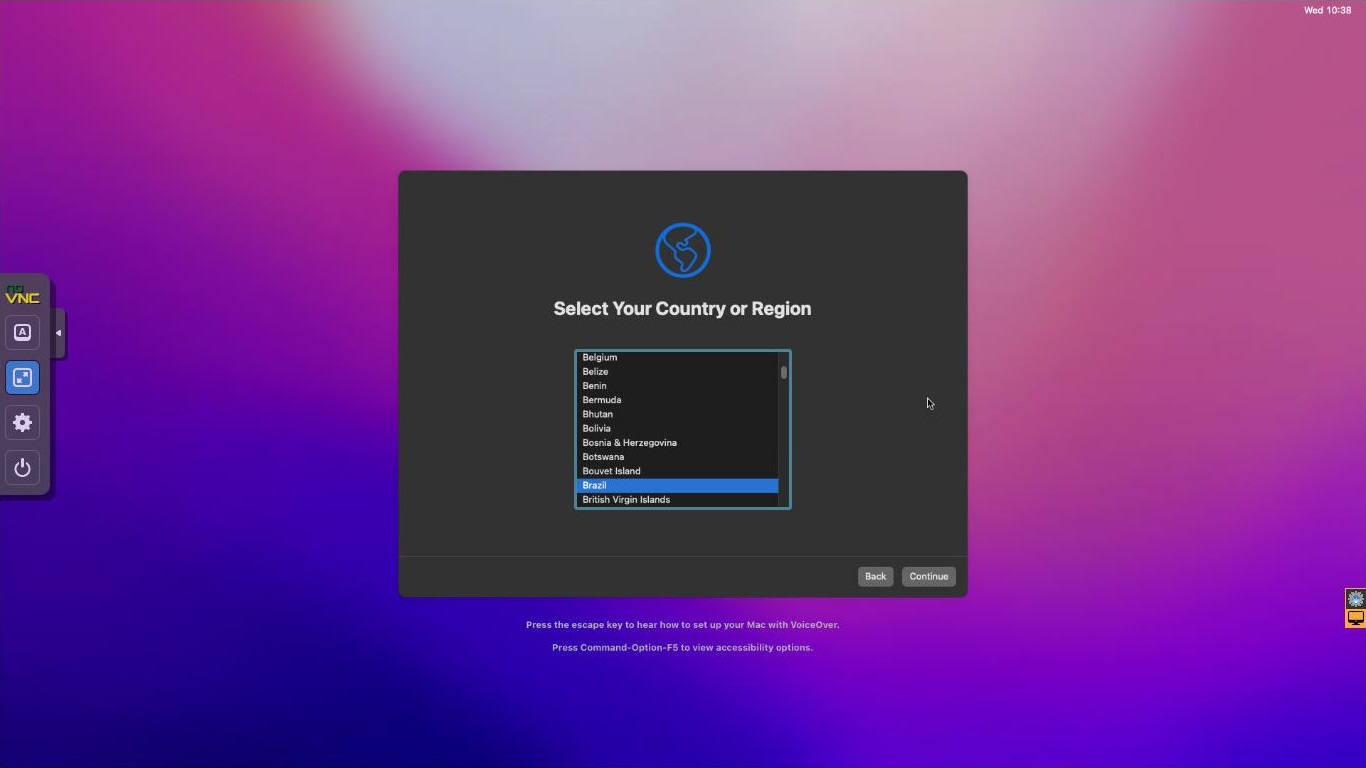 Wed 10:38
Select Your Country or Region
Belgium
Belize
Benin
Bermuda
Bhutan
Bolivia
Bosnia & Herzegovina
Botswana
Bouvet Island
Brazil
British Virgin Islands
Back
Continue
Press the escape key to hear how to set up your Mac with VoiceOver.
Press Command-Option-F5 to view accessibility options.
no
VNC
A